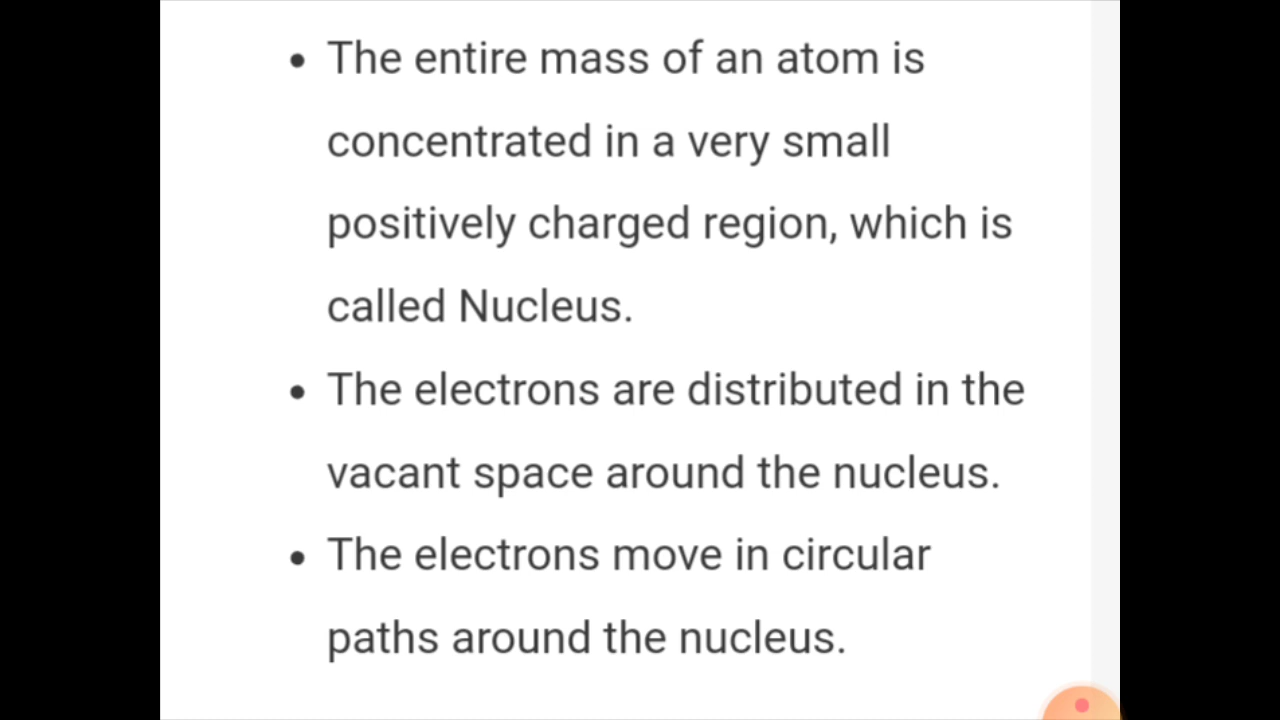 • The entire mass of an atom is
concentrated in a very small
positively charged region, which is
called Nucleus.
• The electrons are distributed in the
vacant space around the nucleus.
• The electrons move in circular
paths around the nucleus.